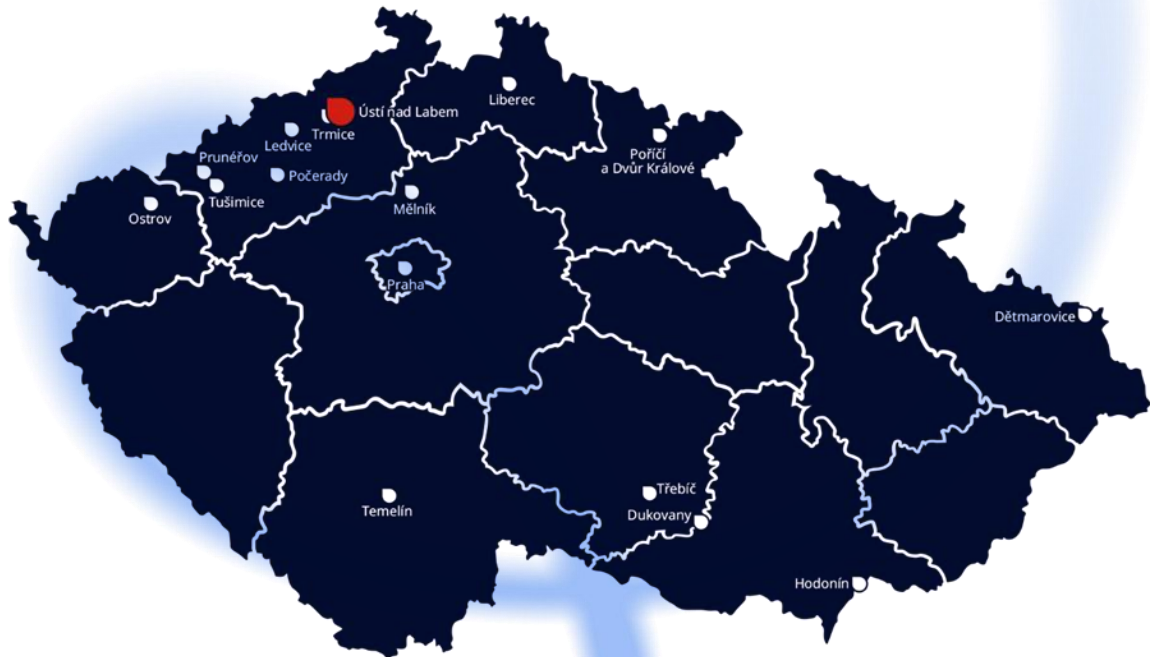 Liberec
Ústí nad Labem
Trmice
Ledvice
Poříčí
a Dvůr Králové
Prunéřov
Počerady
Tušimice
Mělník
Ostrov
Praha
Dětmarovice
Třebíč
Temelín
Dukovany
Hodonín